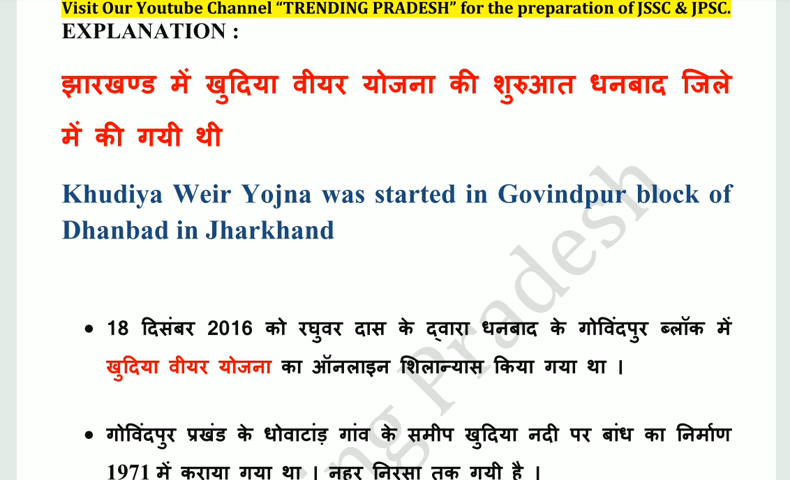 Visit Our Youtube Channel “TRENDING PRADESH” for the preparation of JSSC & JPSC.
EXPLANATION :
झारखण्ड में खुदिया वीयर योजना की शुरुआत धनबाद जिले
में की गयी थी
Khudiya Weir Yojna was started in Govindpur block of
Dhanbad in Jharkhand
• 18 दिसंबर 2016 को रघुवर दास के द्वारा धनबाद के गोविंदपुर ब्लॉक में
खुदिया वीयर योजना का ऑनलाइन शिलान्यास किया गया था ।
• गोविंदपुर प्रखंड के धोवाटांड़ गांव के समीप खुदिया नदी पर बांध का निर्माण
1971 में कराया गया था । नहर निरसा तक गयी है ।
ing Pradesh